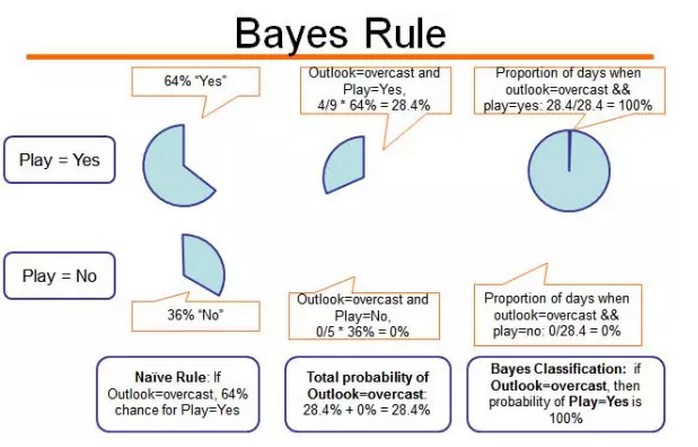 Bayes Rule
64% "Yes"
Outlook=overcast and
Play=Yes,
4/9 * 64% = 28.4%
Proportion of days when
outlook=overcast &&
play=yes: 28.4/28.4 = 100%
Play = Yes
Play = No
36% "No"
Outlook=overcast and
Play=No,
0/5 * 36% = 0%
Proportion of days when
outlook=overcast &&
play=no: 0/28.4 = 0%
Naïve Rule: If
Outlook=overcast, 64%
chance for Play=Yes
Total probability of
Outlook=overcast:
28.4% + 0% = 28.4%
Bayes Classification: if
Outlook=overcast, then
probability of Play=Yes is
100%